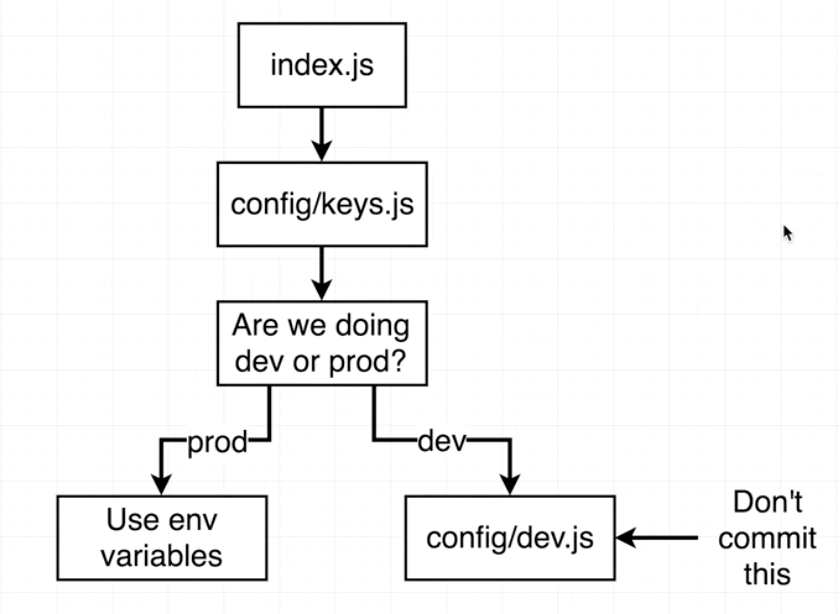 index.js
config/keys.js
Are we doing
dev or prod?
prod
dev
Use env
variables
config/dev.js
Don't
commit
this